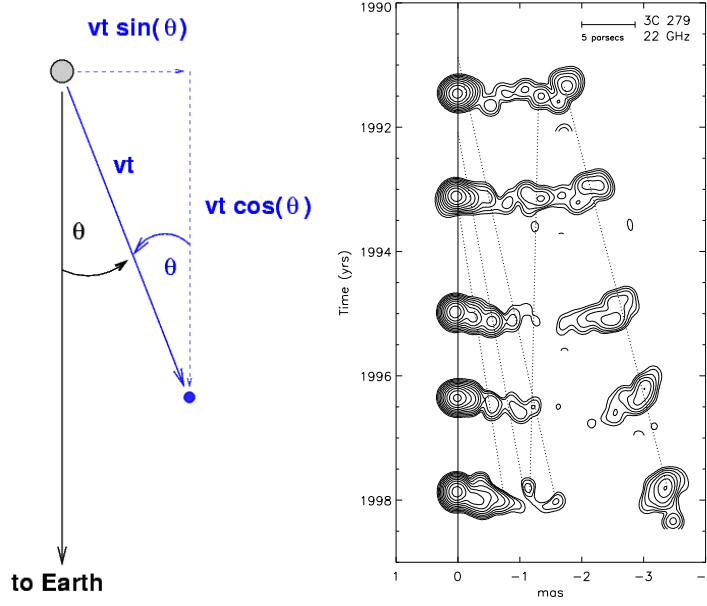 vt sin(θ)
vt
vt cos(θ)
θ
θ
to Earth
1990
3C 279
5 parsecs
22 GHz
1992
1994
Time (yrs)
1996
1998
1
0
−1
−2
−3
−
mas